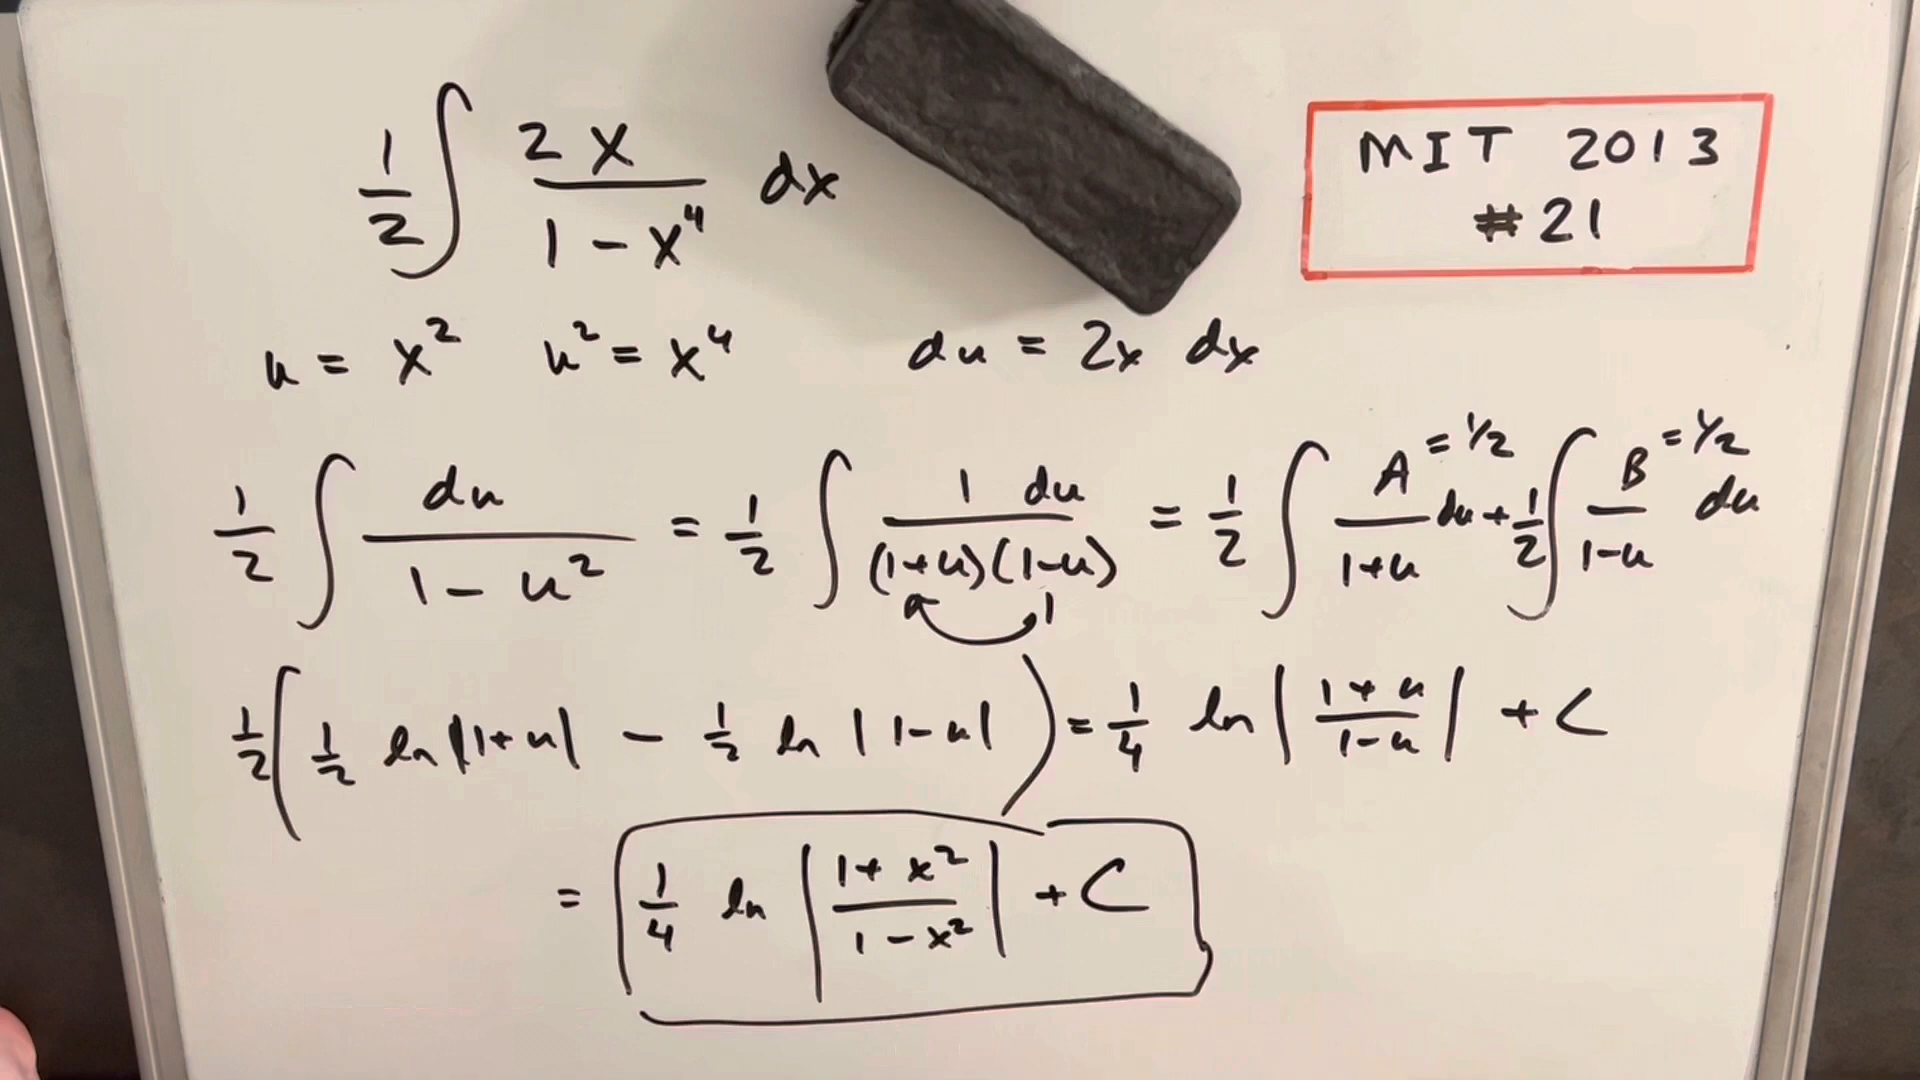 1/2 ∫ 2x/(1 - x⁴) dx
MIT 2013
#21
u = x² u² = x⁴ du = 2x dx
1/2 ∫ du/(1 - u²) = 1/2 ∫ 1 du/((1+u)(1-u)) = 1/2 ∫ A/(1+u) du + 1/2 ∫ B/(1-u) du
= 1/2 = 1/2
1/2 ( 1/2 ln |1+u| - 1/2 ln |1-u| ) = 1/4 ln | (1+u)/(1-u) | + C
= 1/4 ln | (1 + x²)/(1 - x²) | + C